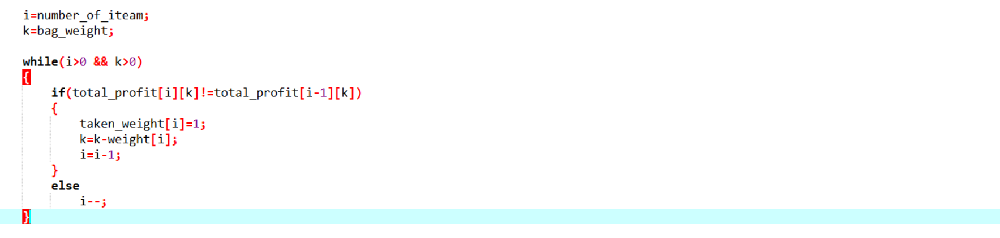 i=number_of_iteam;
k=bag_weight;
while(i>0 && k>0)
{
if(total_profit[i][k]!=total_profit[i-1][k])
{
taken_weight[i]=1;
k=k-weight[i];
i=i-1;
}
else
i--;
}